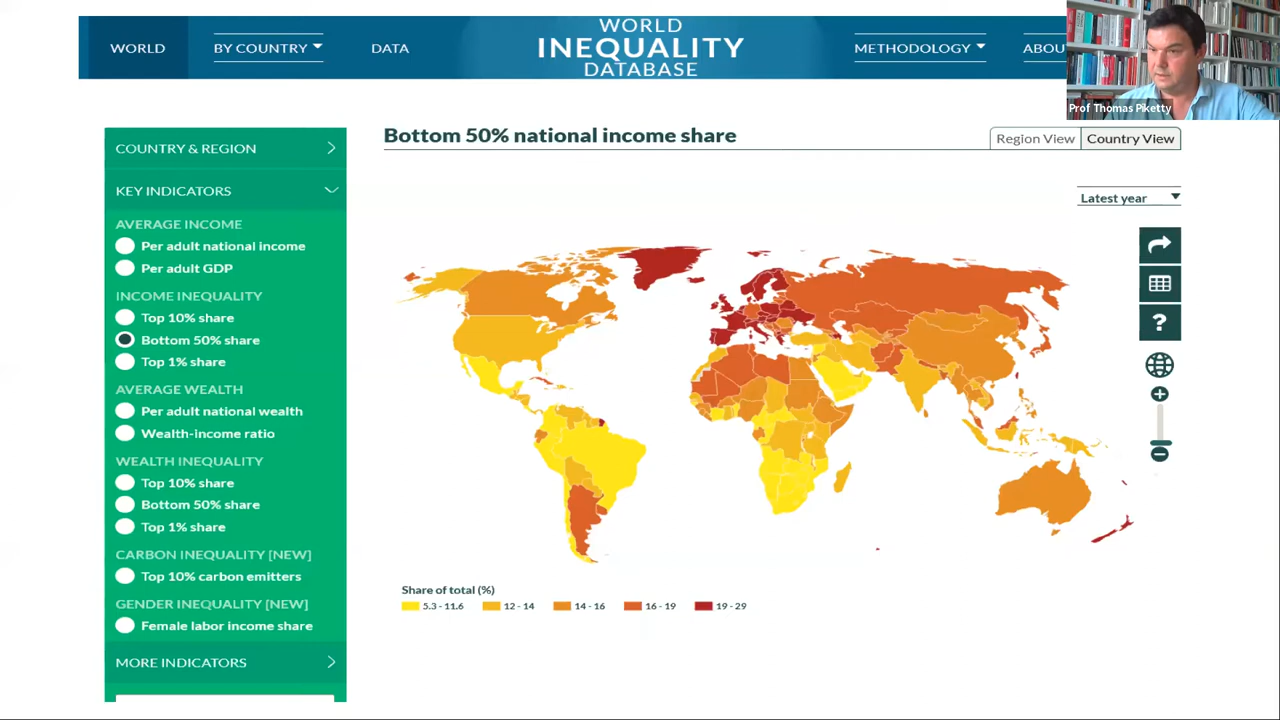 WORLD
BY COUNTRY
DATA
WORLD
INEQUALITY
DATABASE
METHODOLOGY
ABOU
Prof Thomas Piketty
COUNTRY & REGION
KEY INDICATORS
AVERAGE INCOME
Per adult national income
Per adult GDP
INCOME INEQUALITY
Top 10% share
Bottom 50% share
Top 1% share
AVERAGE WEALTH
Per adult national wealth
Wealth-income ratio
WEALTH INEQUALITY
Top 10% share
Bottom 50% share
Top 1% share
CARBON INEQUALITY [NEW]
Top 10% carbon emitters
GENDER INEQUALITY [NEW]
Female labor income share
MORE INDICATORS
Bottom 50% national income share
Region View
Country View
Latest year
?
Share of total (%)
5.3 - 11.6
12 - 14
14 - 16
16 - 19
19 - 29